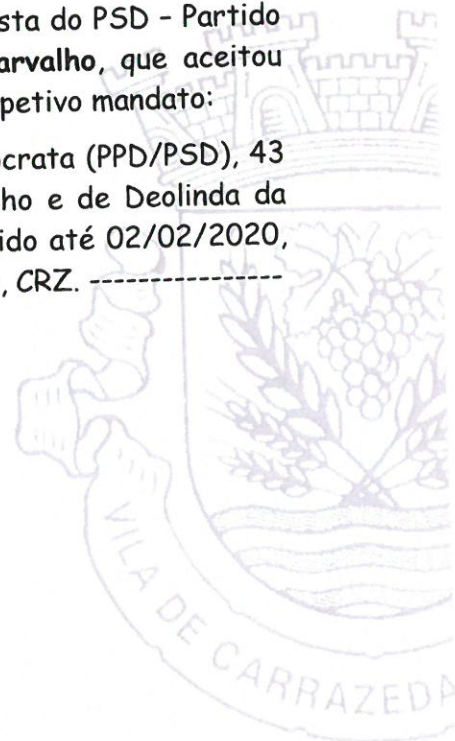 sta do PSD - Partido
arvalho, que aceitou
petivo mandato:
crata (PPD/PSD), 43
ho e de Deolinda da
ido até 02/02/2020,
, CRZ. ----------------
VILA DE CARRAZEDA